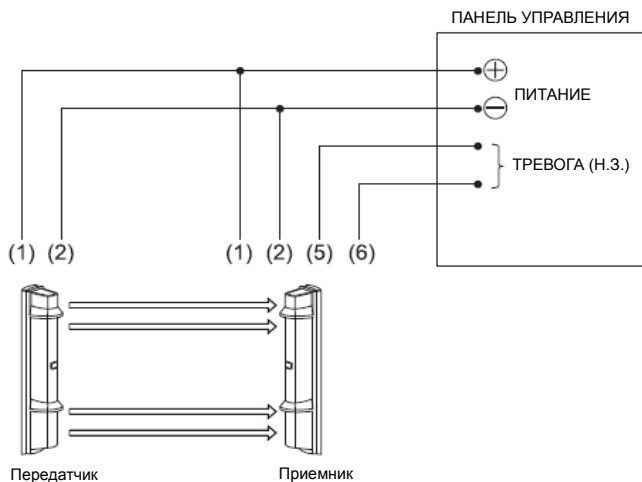 ПАНЕЛЬ УПРАВЛЕНИЯ
+
ПИТАНИЕ
−
ТРЕВОГА (Н.З.)
(1) (2) (1) (2) (5) (6)
Передатчик Приемник